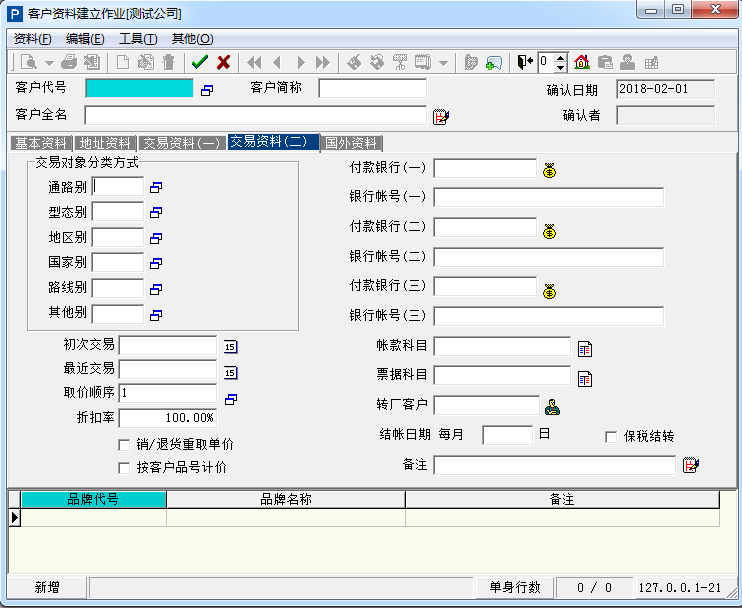 客户资料建立作业[测试公司]
资料(F) 编辑(E) 工具(T) 其他(O)
0
客户代号 客户简称 确认日期 2018-02-01
客户全名 确认者
基本资料 地址资料 交易资料(一) 交易资料(二) 国外资料
交易对象分类方式
通路别
型态别
地区别
国家别
路线别
其他别
初次交易 15
最近交易 15
取价顺序 1
折扣率 100.00%
销/退货重取单价
按客户品号计价
付款银行(一)
银行帐号(一)
付款银行(二)
银行帐号(二)
付款银行(三)
银行帐号(三)
帐款科目
票据科目
转厂客户
结帐日期 每月 日 保税结转
备注
品牌代号 品牌名称 备注
新增 单身行数 0 / 0 127.0.0.1-21